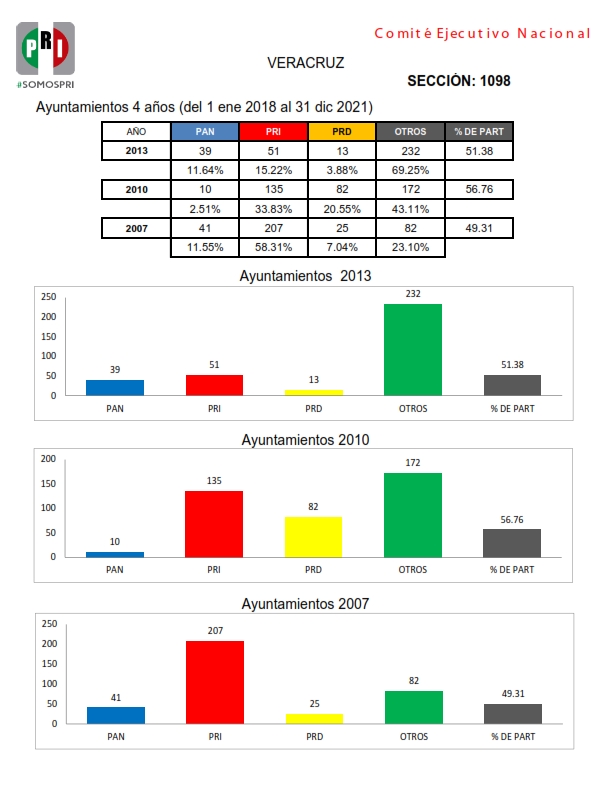 Comité Ejecutivo Nacional
PRI
#SOMOSPRI
VERACRUZ
SECCIÓN: 1098
Ayuntamientos 4 años (del 1 ene 2018 al 31 dic 2021)
AÑO PAN PRI PRD OTROS % DE PART
2013 39 51 13 232 51.38
11.64% 15.22% 3.88% 69.25%
2010 10 135 82 172 56.76
2.51% 33.83% 20.55% 43.11%
2007 41 207 25 82 49.31
11.55% 58.31% 7.04% 23.10%
Ayuntamientos 2013
250
200
150
100
50
0
39 51 13 232 51.38
PAN PRI PRD OTROS % DE PART
Ayuntamientos 2010
200
150
100
50
0
10 135 82 172 56.76
PAN PRI PRD OTROS % DE PART
Ayuntamientos 2007
250
200
150
100
50
0
41 207 25 82 49.31
PAN PRI PRD OTROS % DE PART